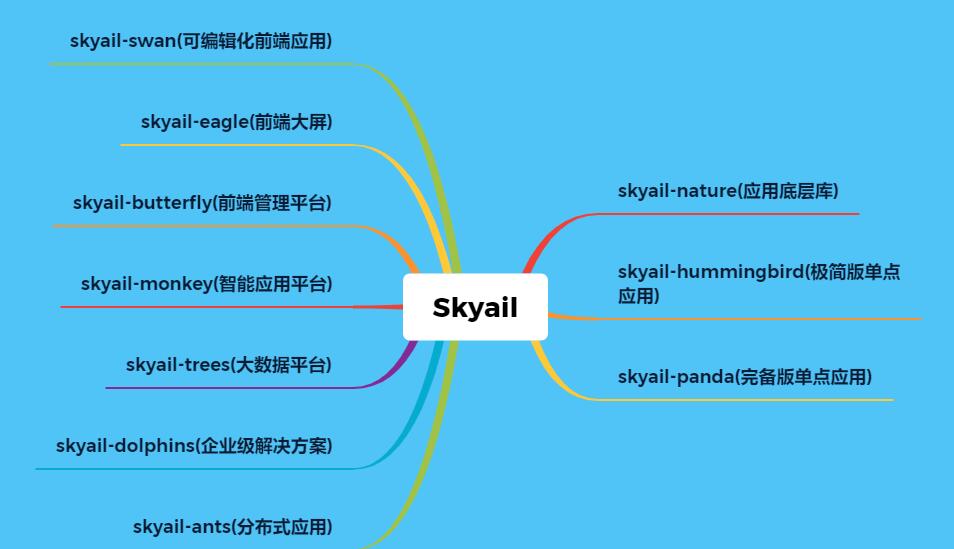 skyail-swan(可编辑化前端应用)
skyail-eagle(前端大屏)
skyail-butterfly(前端管理平台)
skyail-monkey(智能应用平台)
skyail-trees(大数据平台)
skyail-dolphins(企业级解决方案)
skyail-ants(分布式应用)
Skyail
skyail-nature(应用底层库)
skyail-hummingbird(极简版单点
应用)
skyail-panda(完备版单点应用)